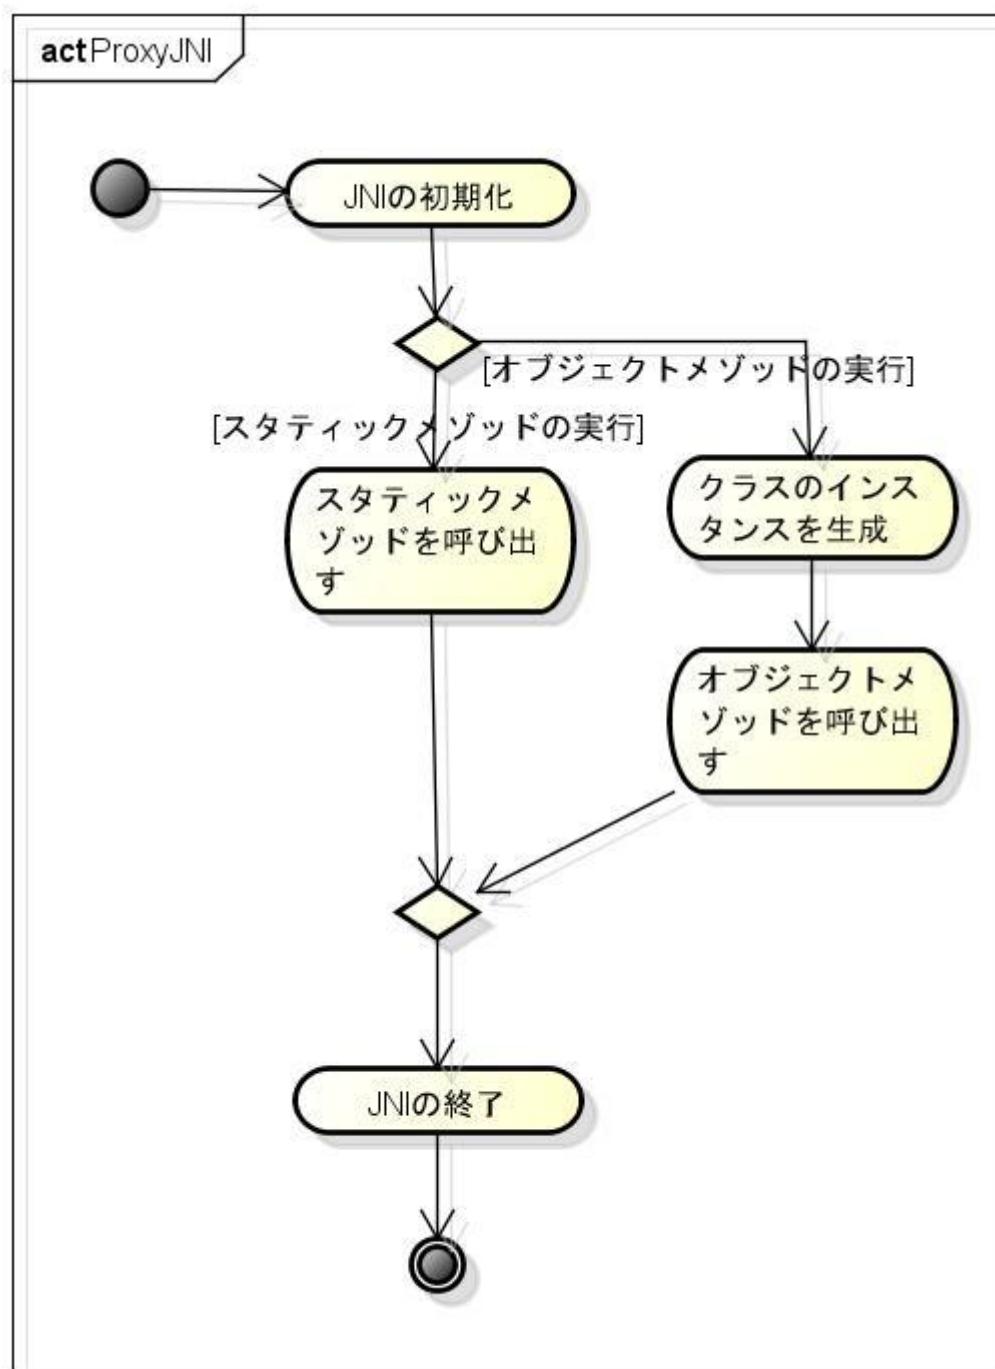 act ProxyJNI
JNIの初期化
[オブジェクトメゾッドの実行]
[スタティックメゾッドの実行]
スタティックメ
ゾッドを呼び出
す
クラスのインス
タンスを生成
オブジェクトメ
ゾッドを呼び出
す
JNIの終了